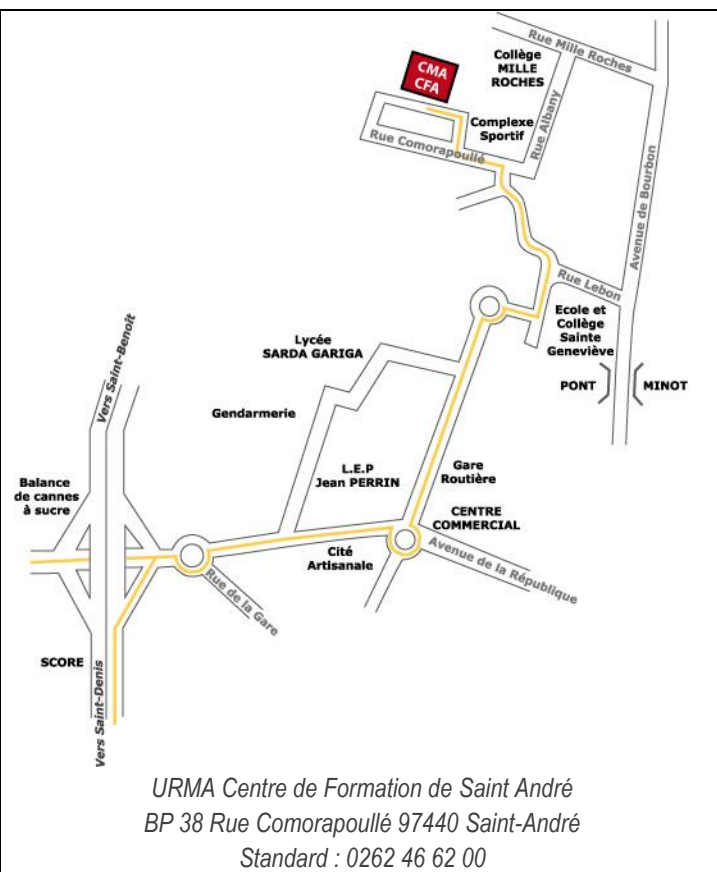 Rue Mille Roches
Collège
MILLE
ROCHES
CMA
CFA
Complexe
Sportif
Rue Albany
Rue Comorapoullé
Avenue de Bourbon
Rue Lebon
Ecole et
Collège
Sainte
Geneviève
PONT
MINOT
Lycée
SARDA GARIGA
Vers Saint-Benoît
Gendarmerie
L.E.P
Jean PERRIN
Gare
Routière
Balance
de cannes
à sucre
CENTRE
COMMERCIAL
Cité
Artisanale
Avenue de la République
Rue de la Gare
SCORE
Vers Saint-Denis
URMA Centre de Formation de Saint André
BP 38 Rue Comorapoullé 97440 Saint-André
Standard : 0262 46 62 00